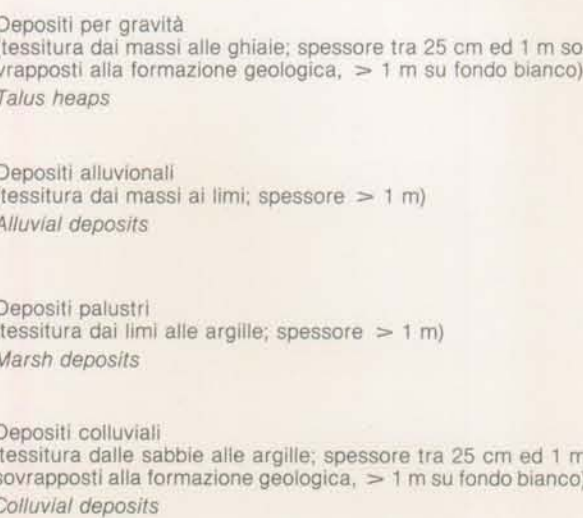 Depositi per gravità
(tessitura dai massi alle ghiaie; spessore tra 25 cm ed 1 m so
vrapposti alla formazione geologica, > 1 m su fondo bianco)
Talus heaps
Depositi alluvionali
(tessitura dai massi ai limi; spessore > 1 m)
Alluvial deposits
Depositi palustri
(tessitura dai limi alle argille; spessore > 1 m)
Marsh deposits
Depositi colluviali
(tessitura dalle sabbie alle argille; spessore tra 25 cm ed 1 m
sovrapposti alla formazione geologica, > 1 m su fondo bianco)
Colluvial deposits